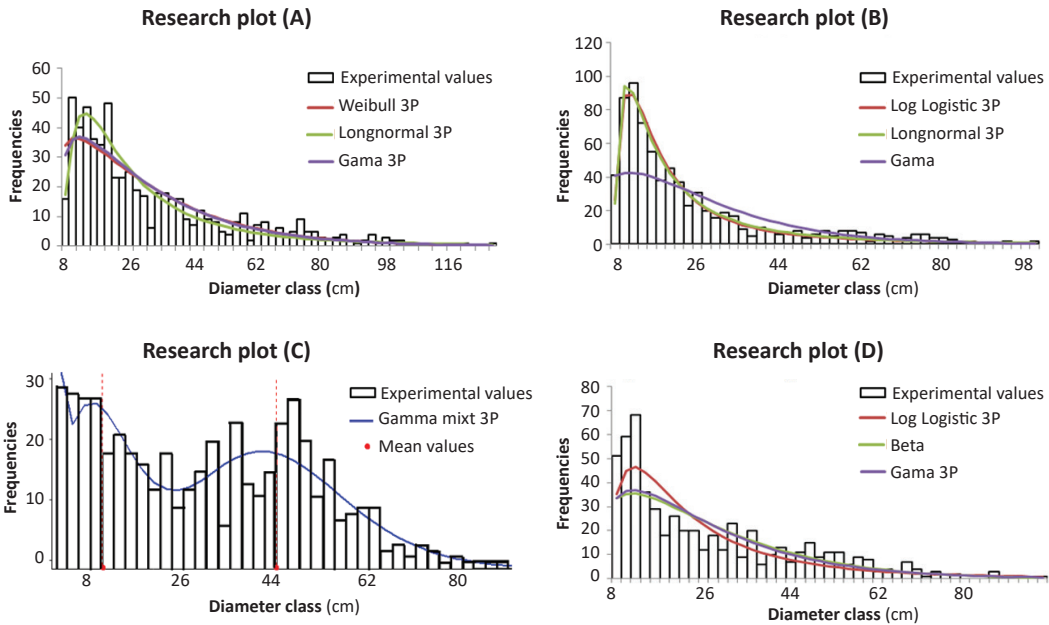 Research plot (A)
60
50
40
30
20
10
0
Frequencies
Experimental values
Weibull 3P
Longnormal 3P
Gama 3P
8 26 44 62 80 98 116
Diameter class (cm)
Research plot (B)
120
100
80
60
40
20
0
Frequencies
Experimental values
Log Logistic 3P
Longnormal 3P
Gama
8 26 44 62 80 98
Diameter class (cm)
Research plot (C)
30
20
10
0
Frequencies
Experimental values
Gamma mixt 3P
Mean values
8 26 44 62 80
Diameter class (cm)
Research plot (D)
80
70
60
50
40
30
20
10
0
Frequencies
Experimental values
Log Logistic 3P
Beta
Gama 3P
8 26 44 62 80
Diameter class (cm)